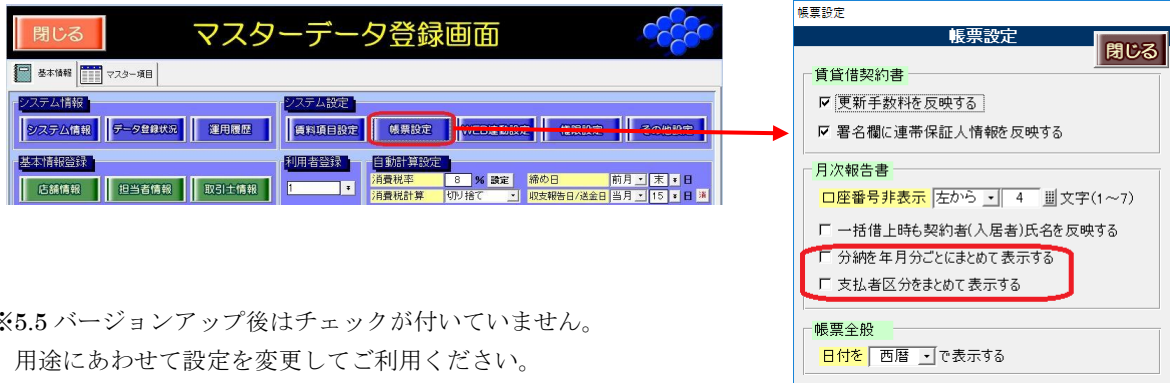 閉じる
マスターデータ登録画面
基本情報
マスター項目
システム情報
システム情報
データ登録状況
運用履歴
システム設定
賃料項目設定
帳票設定
WEB連動設定
権限設定
その他設定
基本情報登録
店舗情報
担当者情報
取引士情報
利用者登録
1
自動計算設定
消費税率 8 % 設定
締め日 前月 末 日
消費税計算 切り捨て
収支報告日/送金日 当月 15 日 済
※5.5 バージョンアップ後はチェックが付いていません。
用途にあわせて設定を変更してご利用ください。
帳票設定
帳票設定
閉じる
賃貸借契約書
更新手数料を反映する
署名欄に連帯保証人情報を反映する
月次報告書
口座番号非表示 左から 4 文字(1～7)
一括借上時も契約者(入居者)氏名を反映する
分納を年月分ごとにまとめて表示する
支払者区分をまとめて表示する
帳票全般
日付を 西暦 で表示する